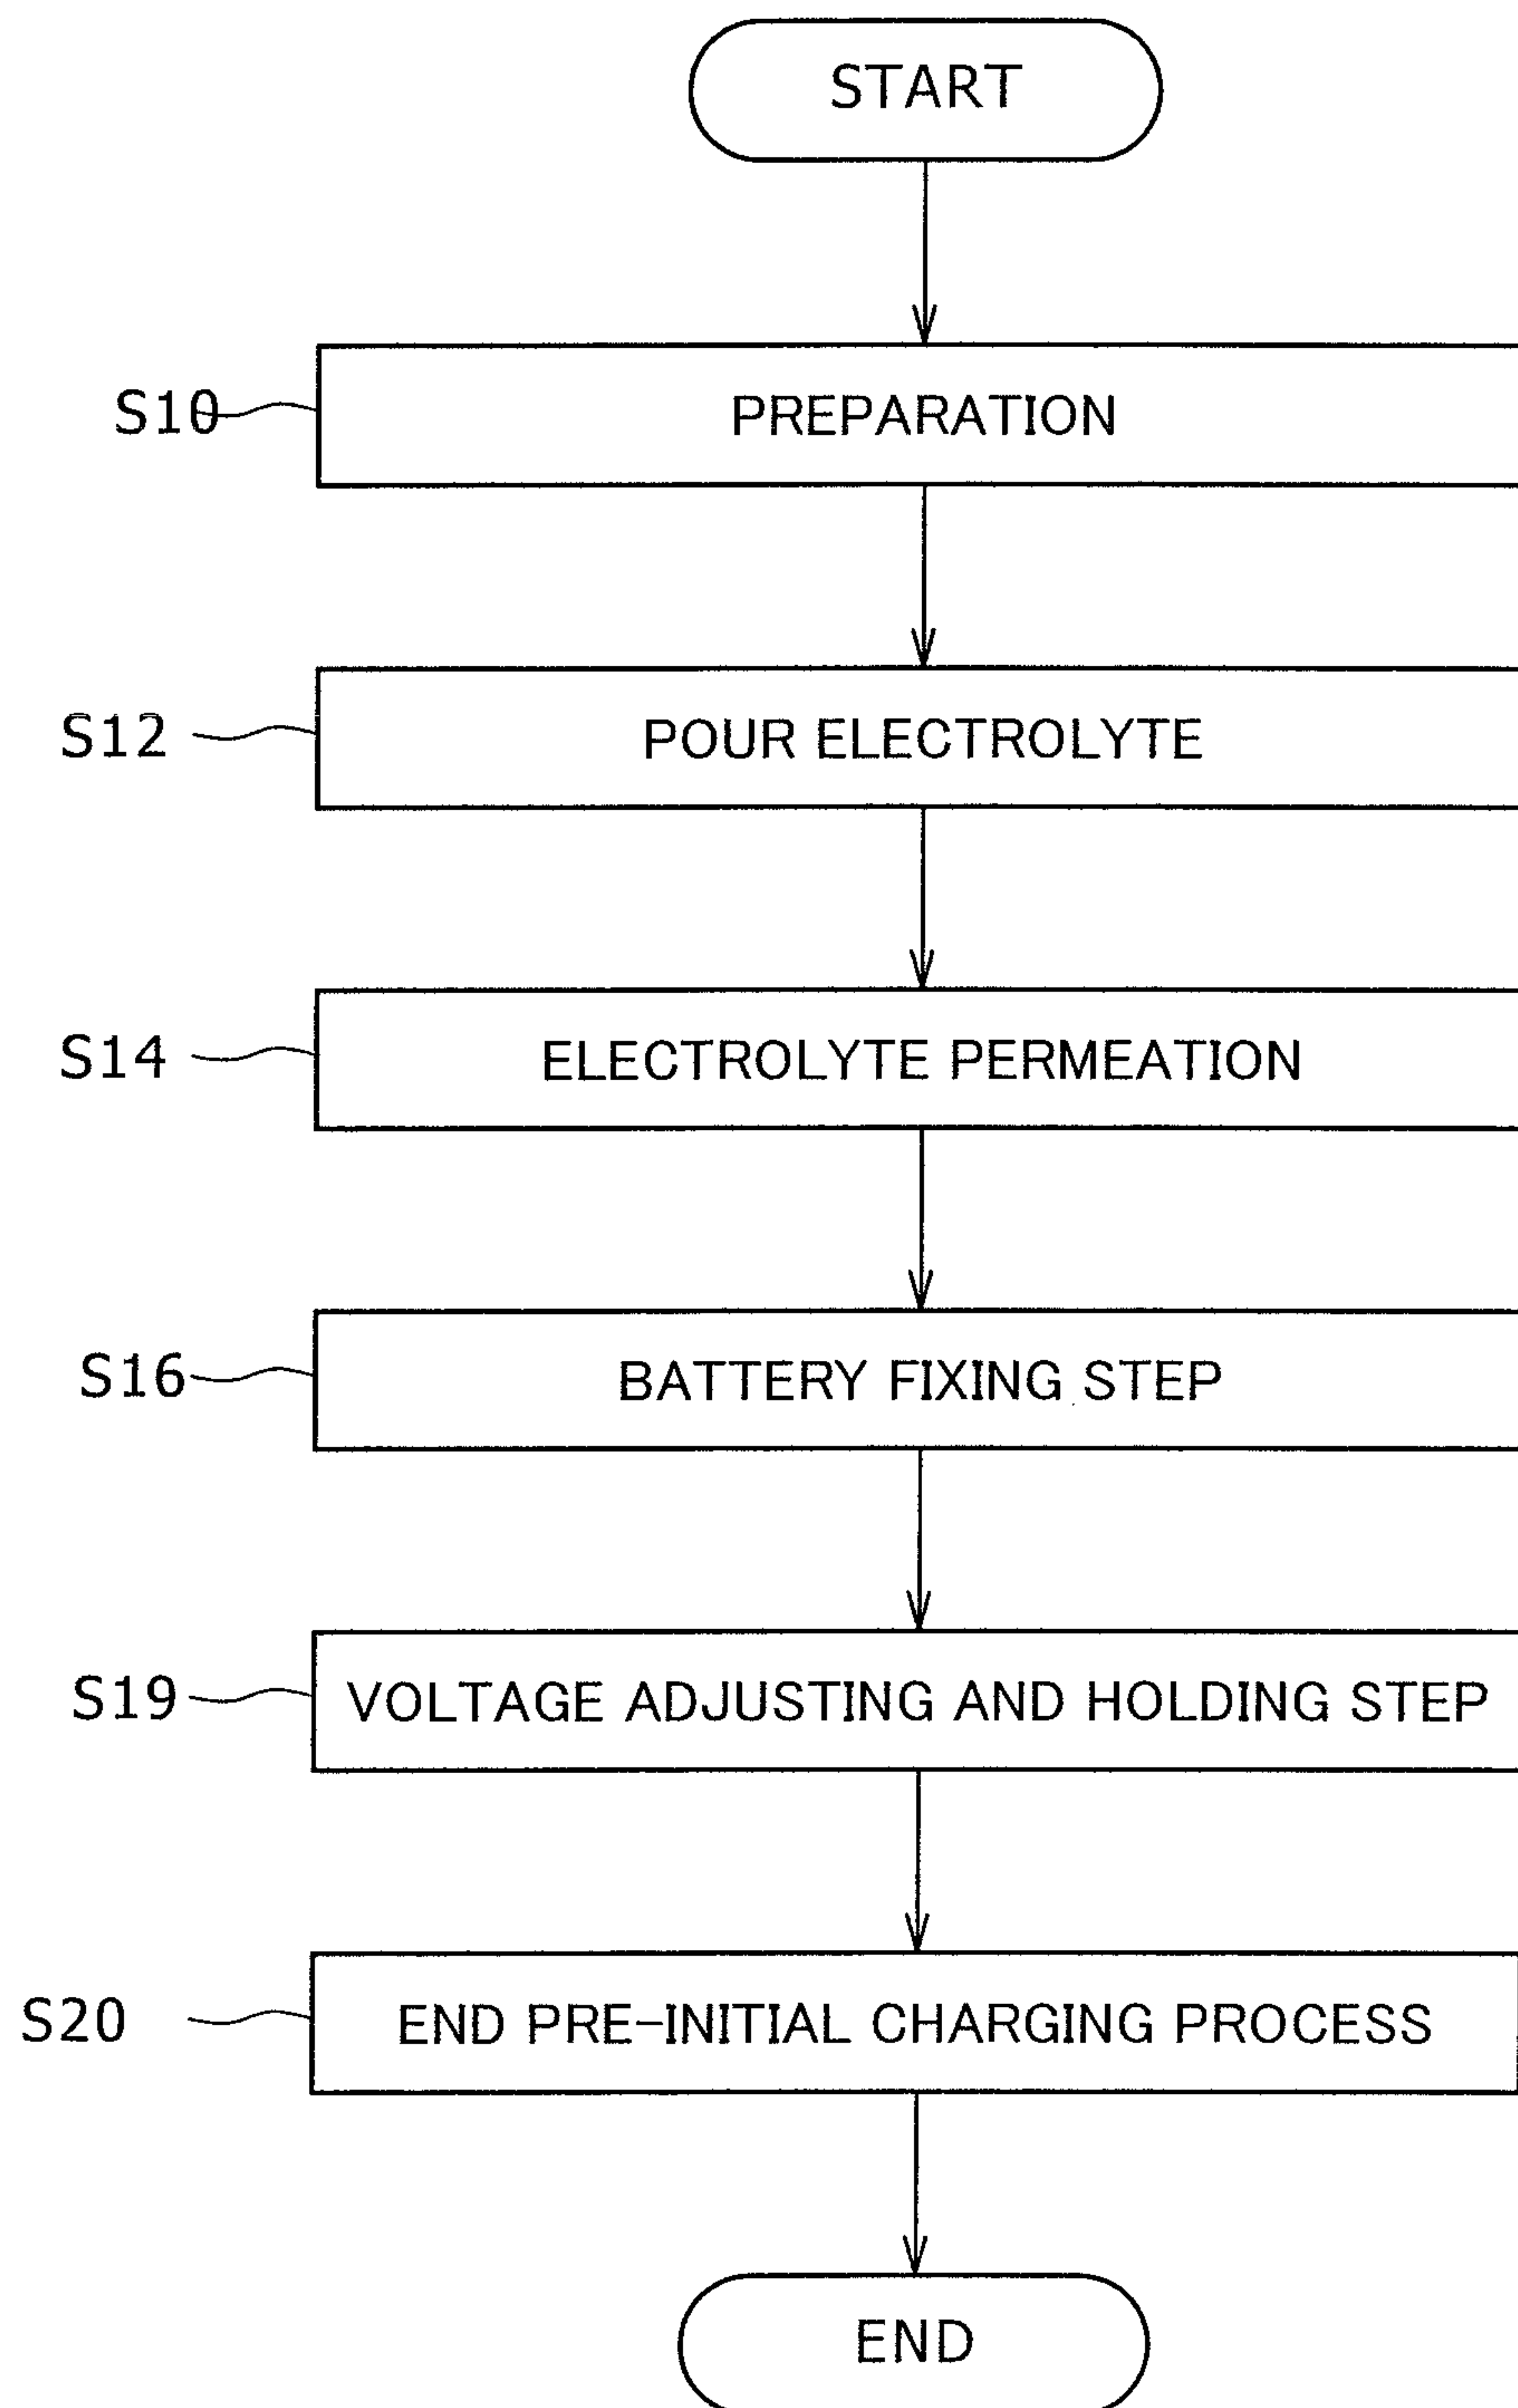 START
S10 PREPARATION
S12 POUR ELECTROLYTE
S14 ELECTROLYTE PERMEATION
S16 BATTERY FIXING STEP
S19 VOLTAGE ADJUSTING AND HOLDING STEP
S20 END PRE-INITIAL CHARGING PROCESS
END